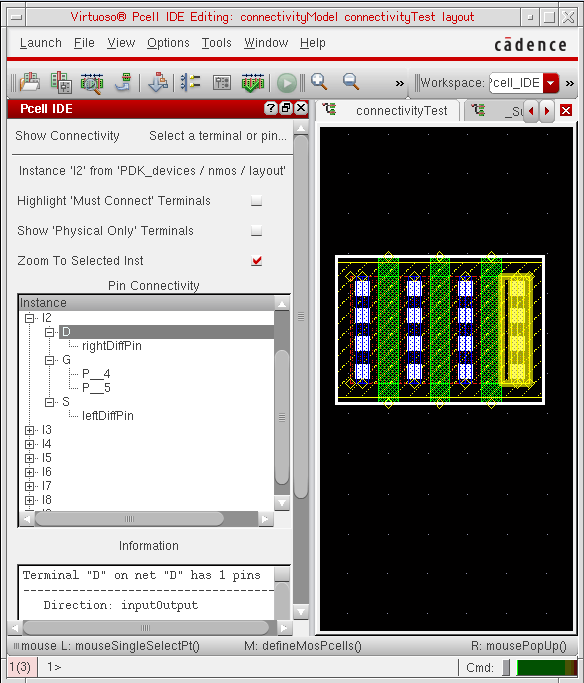 Virtuoso® Pcell IDE Editing: connectivityModel connectivityTest layout
Launch File View Options Tools Window Help
cādence
» Workspace: Pcell_IDE »
Pcell IDE
connectivityTest
_Su
Show Connectivity Select a terminal or pin...
Instance 'I2' from 'PDK_devices / nmos / layout'
Highlight 'Must Connect' Terminals
Show 'Physical Only' Terminals
Zoom To Selected Inst
Pin Connectivity
Instance
I2
D
rightDiffPin
G
P__4
P__5
S
leftDiffPin
I3
I4
I5
I6
I7
I8
Information
Terminal "D" on net "D" has 1 pins
------------------------------------
Direction: inputOutput
mouse L: mouseSingleSelectPt() M: defineMosPcells() R: mousePopUp()
1(3) 1> Cmd: